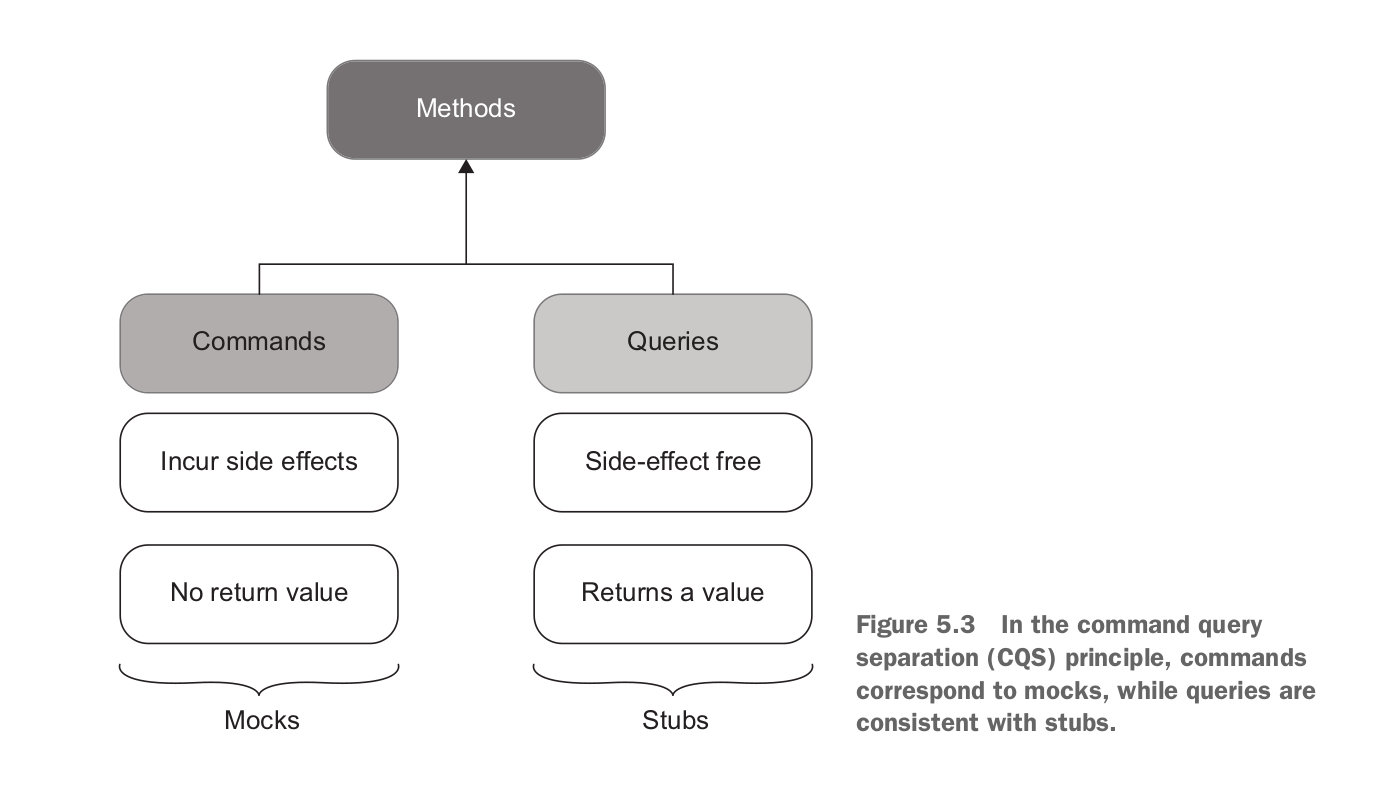 Methods
Commands
Queries
Incur side effects
Side-effect free
No return value
Returns a value
Mocks
Stubs
Figure 5.3 In the command query
separation (CQS) principle, commands
correspond to mocks, while queries are
consistent with stubs.